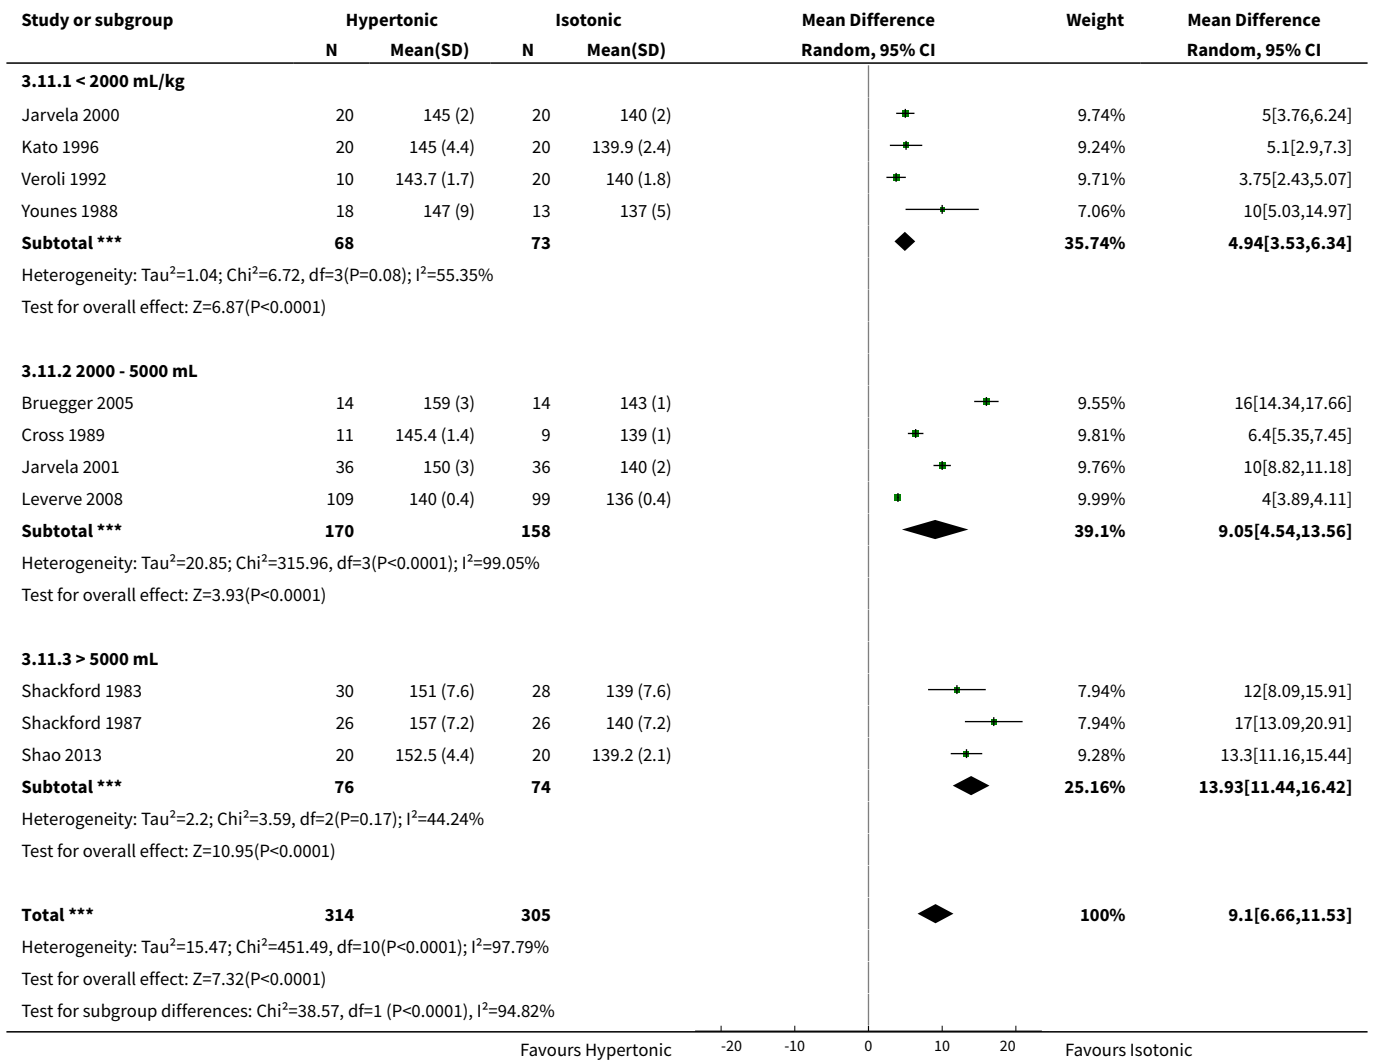 Study or subgroup Hypertonic Isotonic Mean Difference Weight Mean Difference
N Mean(SD) N Mean(SD) Random, 95% CI Random, 95% CI
3.11.1 < 2000 mL/kg
Jarvela 2000 20 145 (2) 20 140 (2) 9.74% 5[3.76,6.24]
Kato 1996 20 145 (4.4) 20 139.9 (2.4) 9.24% 5.1[2.9,7.3]
Veroli 1992 10 143.7 (1.7) 20 140 (1.8) 9.71% 3.75[2.43,5.07]
Younes 1988 18 147 (9) 13 137 (5) 7.06% 10[5.03,14.97]
Subtotal *** 68 73 35.74% 4.94[3.53,6.34]
Heterogeneity: Tau²=1.04; Chi²=6.72, df=3(P=0.08); I²=55.35%
Test for overall effect: Z=6.87(P<0.0001)
3.11.2 2000 - 5000 mL
Bruegger 2005 14 159 (3) 14 143 (1) 9.55% 16[14.34,17.66]
Cross 1989 11 145.4 (1.4) 9 139 (1) 9.81% 6.4[5.35,7.45]
Jarvela 2001 36 150 (3) 36 140 (2) 9.76% 10[8.82,11.18]
Leverve 2008 109 140 (0.4) 99 136 (0.4) 9.99% 4[3.89,4.11]
Subtotal *** 170 158 39.1% 9.05[4.54,13.56]
Heterogeneity: Tau²=20.85; Chi²=315.96, df=3(P<0.0001); I²=99.05%
Test for overall effect: Z=3.93(P<0.0001)
3.11.3 > 5000 mL
Shackford 1983 30 151 (7.6) 28 139 (7.6) 7.94% 12[8.09,15.91]
Shackford 1987 26 157 (7.2) 26 140 (7.2) 7.94% 17[13.09,20.91]
Shao 2013 20 152.5 (4.4) 20 139.2 (2.1) 9.28% 13.3[11.16,15.44]
Subtotal *** 76 74 25.16% 13.93[11.44,16.42]
Heterogeneity: Tau²=2.2; Chi²=3.59, df=2(P=0.17); I²=44.24%
Test for overall effect: Z=10.95(P<0.0001)
Total *** 314 305 100% 9.1[6.66,11.53]
Heterogeneity: Tau²=15.47; Chi²=451.49, df=10(P<0.0001); I²=97.79%
Test for overall effect: Z=7.32(P<0.0001)
Test for subgroup differences: Chi²=38.57, df=1 (P<0.0001), I²=94.82%
Favours Hypertonic -20 -10 0 10 20 Favours Isotonic